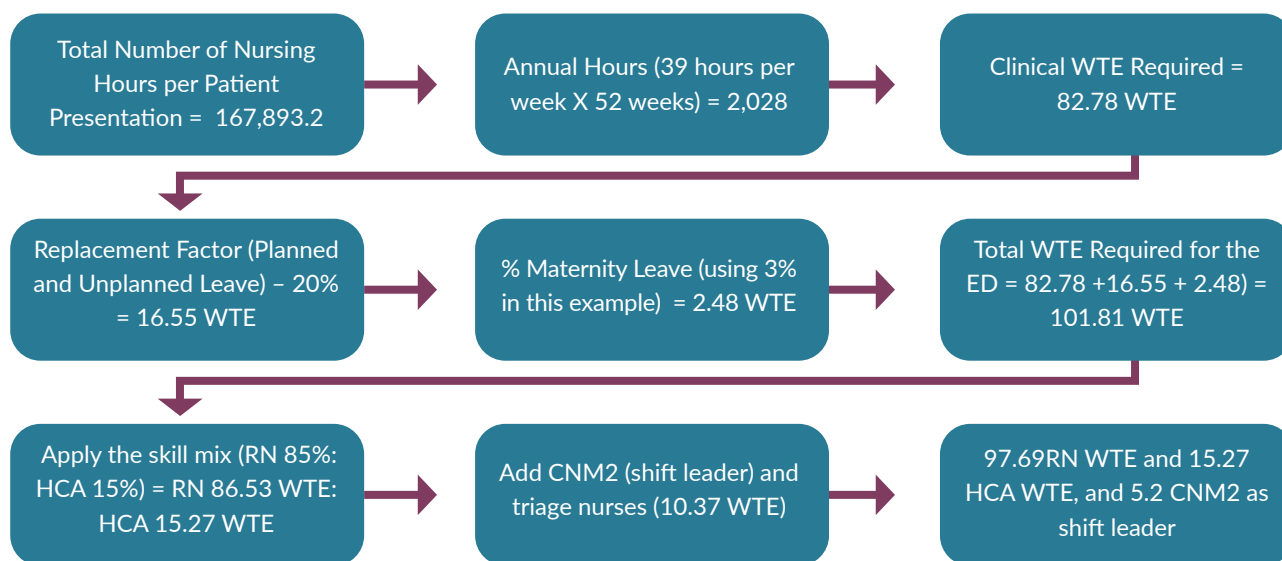 Total Number of Nursing
Hours per Patient
Presentation = 167,893.2
Annual Hours (39 hours per
week X 52 weeks) = 2,028
Clinical WTE Required =
82.78 WTE
Replacement Factor (Planned
and Unplanned Leave) – 20%
= 16.55 WTE
% Maternity Leave (using 3%
in this example) = 2.48 WTE
Total WTE Required for the
ED = 82.78 +16.55 + 2.48) =
101.81 WTE
Apply the skill mix (RN 85%:
HCA 15%) = RN 86.53 WTE:
HCA 15.27 WTE
Add CNM2 (shift leader) and
triage nurses (10.37 WTE)
97.69RN WTE and 15.27
HCA WTE, and 5.2 CNM2 as
shift leader